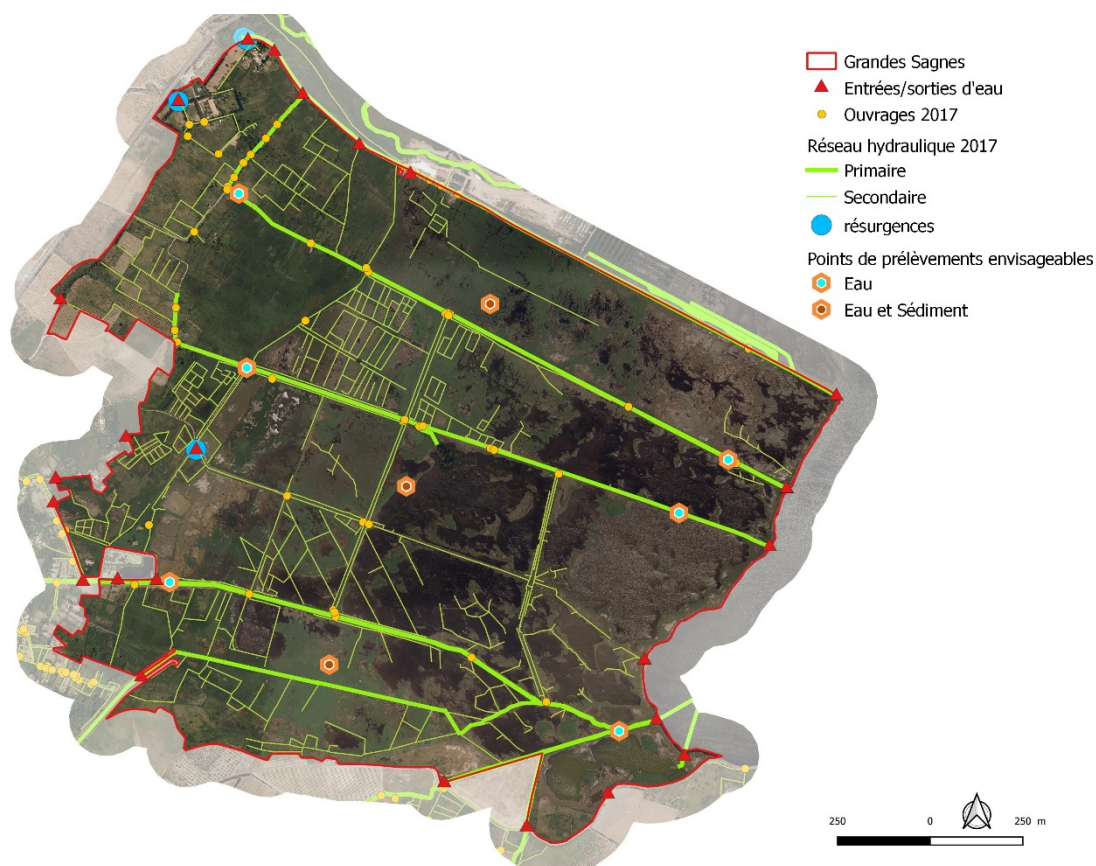 Grandes Sagnes
Entrées/sorties d'eau
Ouvrages 2017
Réseau hydraulique 2017
Primaire
Secondaire
résurgences
Points de prélèvements envisageables
Eau
Eau et Sédiment
250 0 250 m